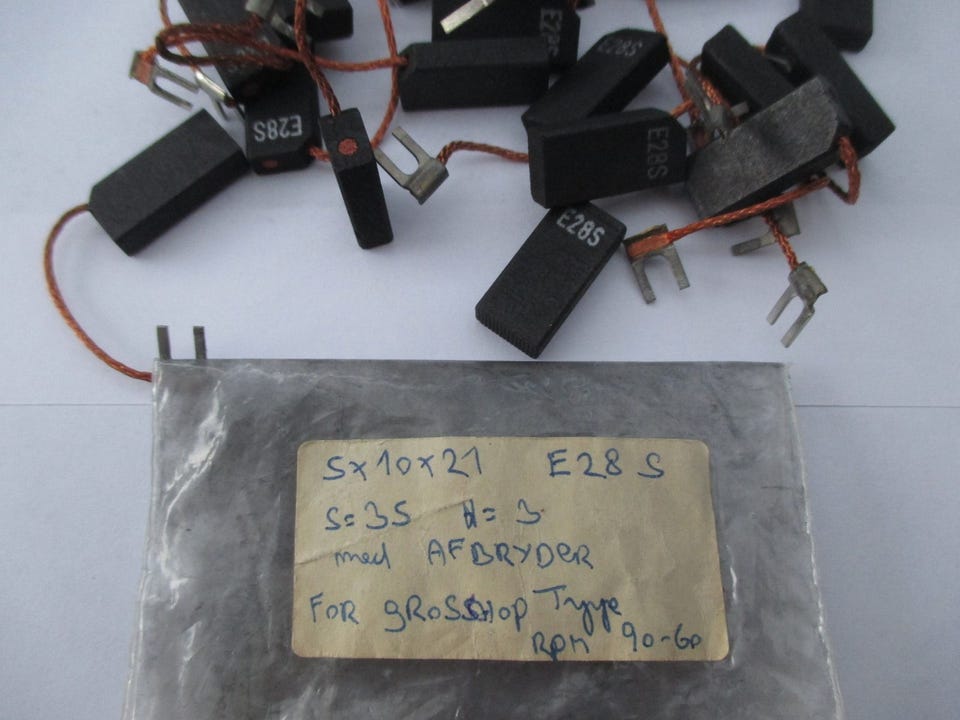 E28S
E28S
E28S
E28S
E28S
5x10x21 E28 S
S=35 H=3
med AFBRYDER
FOR gROSSHOP Type
RPM 90-60